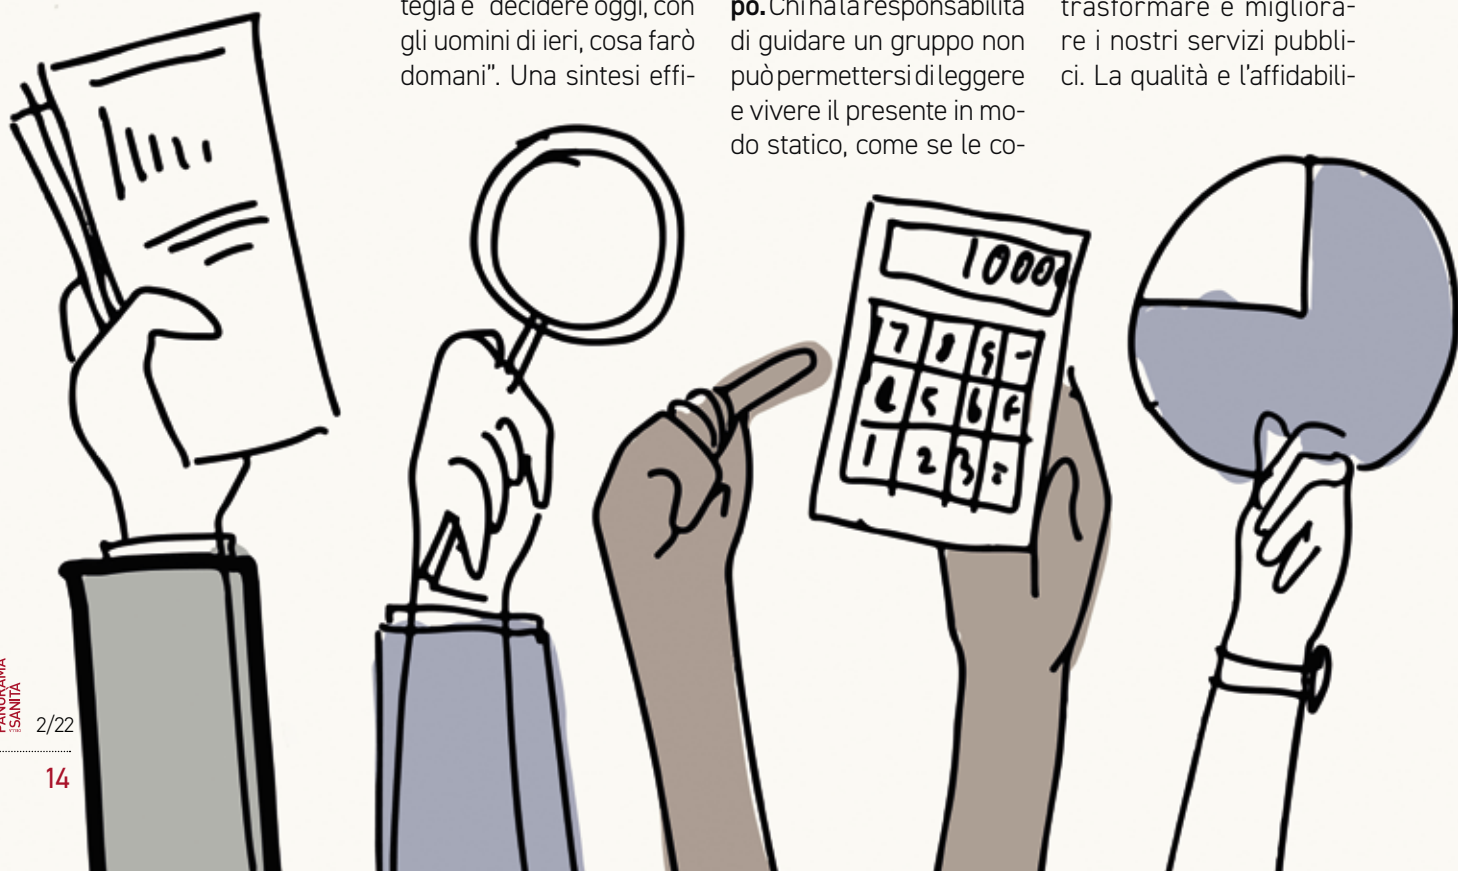 tegia è “decidere oggi, con
gli uomini di ieri, cosa farò
domani”. Una sintesi effi-
po. Chi ha la responsabilità
di guidare un gruppo non
può permettersi di leggere
e vivere il presente in mo-
do statico, come se le co-
trasformare e migliora-
re i nostri servizi pubbli-
ci. La qualità e l’affidabili-
1000
7 8 9 -
5 6
1 2 3 =
PANORAMA
SANITÀ
2/22
14